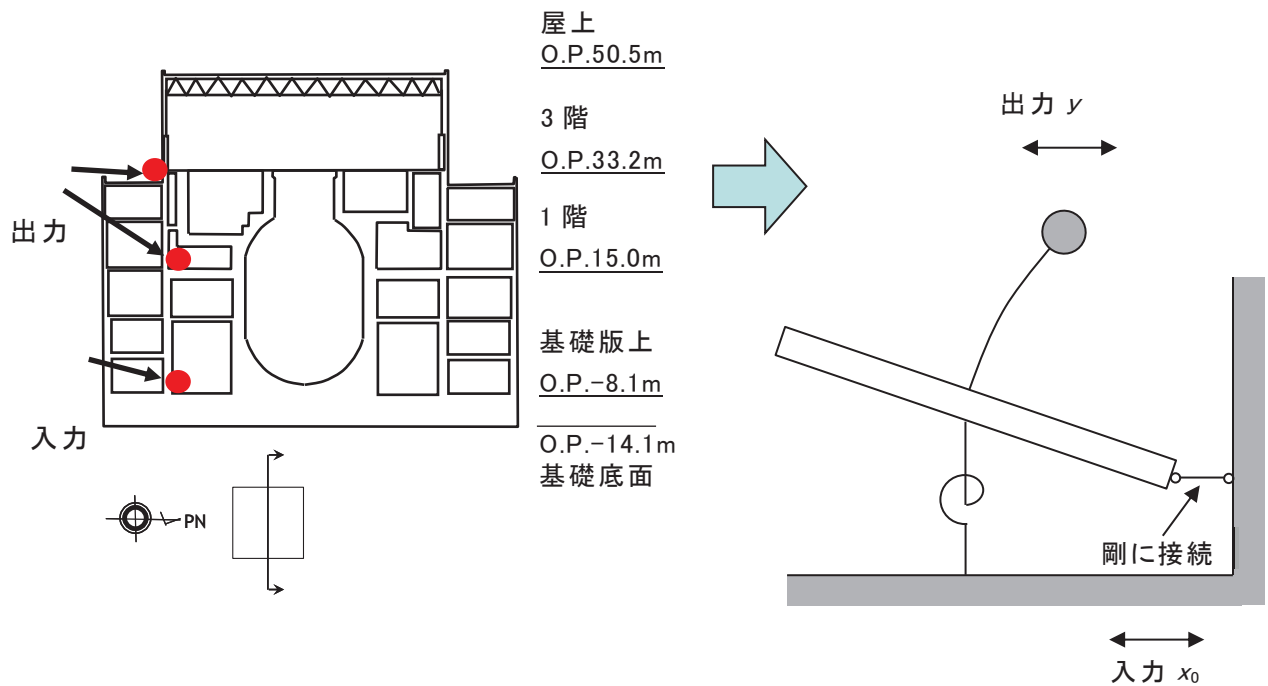 屋上
O.P.50.5m
3 階
O.P.33.2m
1 階
O.P.15.0m
基礎版上
O.P.-8.1m
O.P.-14.1m
基礎底面
出力
入力
PN
出力 y
剛に接続
入力 x₀